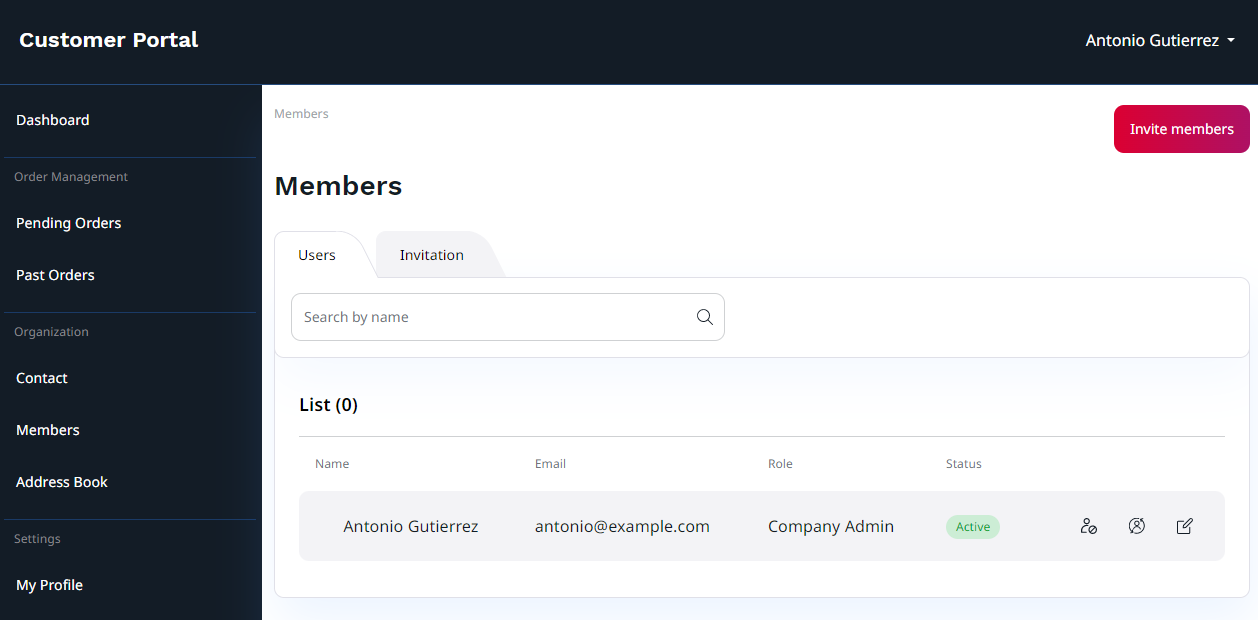 Customer Portal
Antonio Gutierrez
Dashboard
Order Management
Pending Orders
Past Orders
Organization
Contact
Members
Address Book
Settings
My Profile
Members
Invite members
Members
Users
Invitation
Search by name
List (0)
Name Email Role Status
Antonio Gutierrez antonio@example.com Company Admin Active